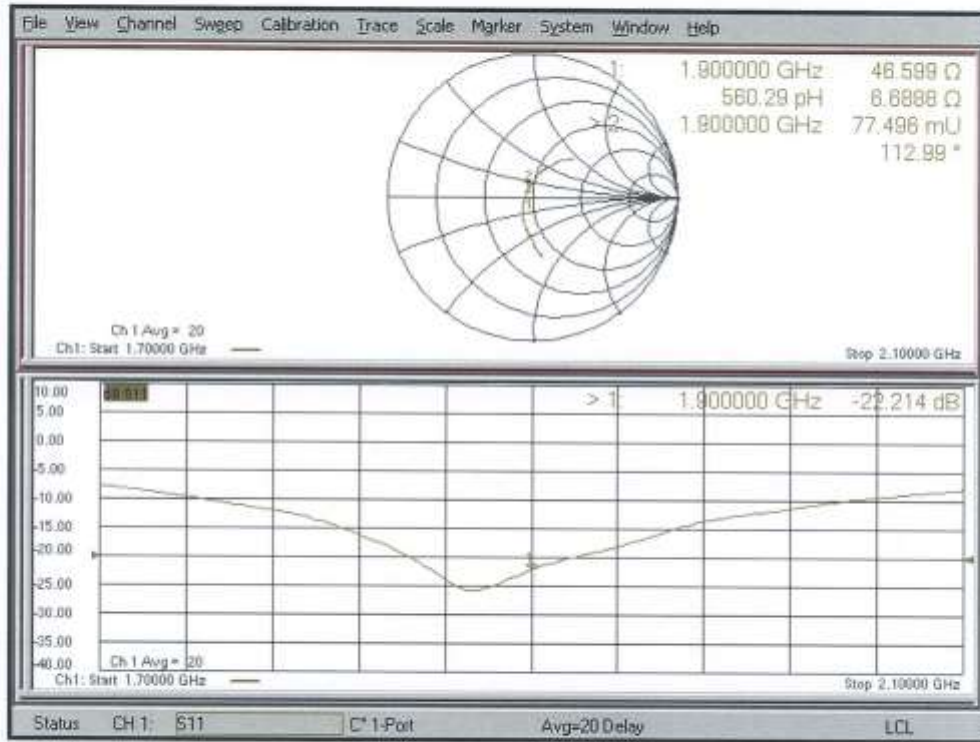 File View Channel Sweep Calibration Trace Scale Marker System Window Help
1: 1.900000 GHz 46.599 Ω
560.29 pH 6.6888 Ω
> 2: 1.900000 GHz 77.496 mU
112.99 °
Ch 1 Avg = 20
Ch1: Start 1.70000 GHz Stop 2.10000 GHz
10.00 dB S11 > 1: 1.900000 GHz -22.214 dB
5.00
0.00
-5.00
-10.00
-15.00
-20.00
-25.00
-30.00
-35.00
-40.00 Ch 1 Avg = 20
Ch1: Start 1.70000 GHz Stop 2.10000 GHz
Status CH 1: S11 C* 1-Port Avg=20 Delay LCL